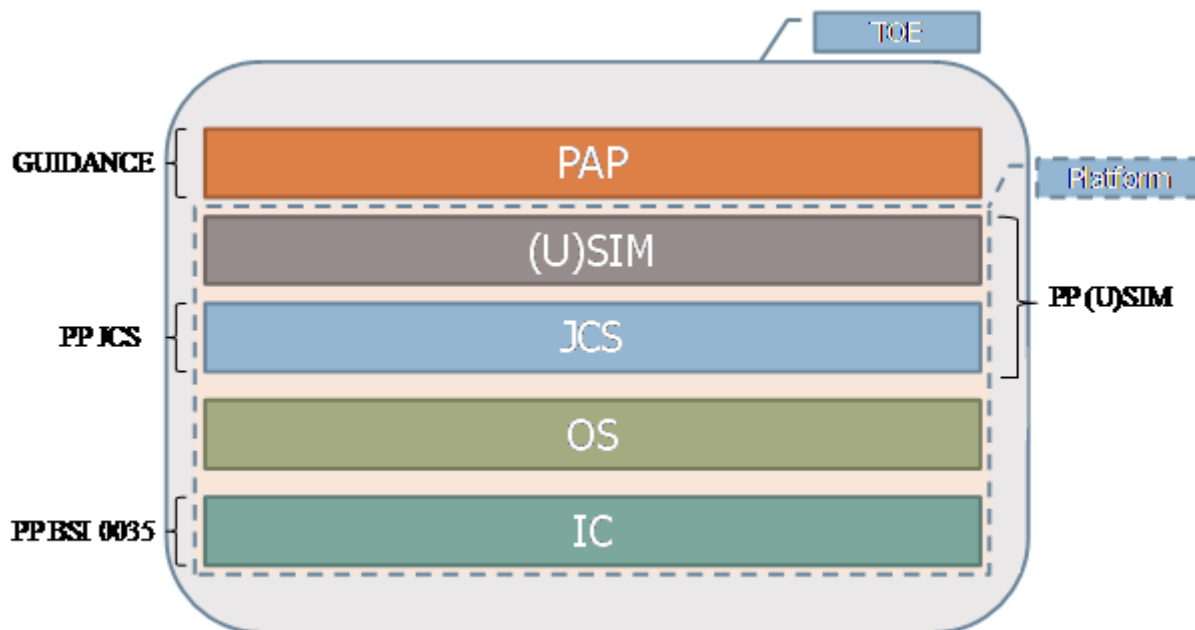 TOE
GUIDANCE
PAP
Platform
(U)SIM
PP (U)SIM
PP JCS
JCS
OS
PP BSI 0035
IC